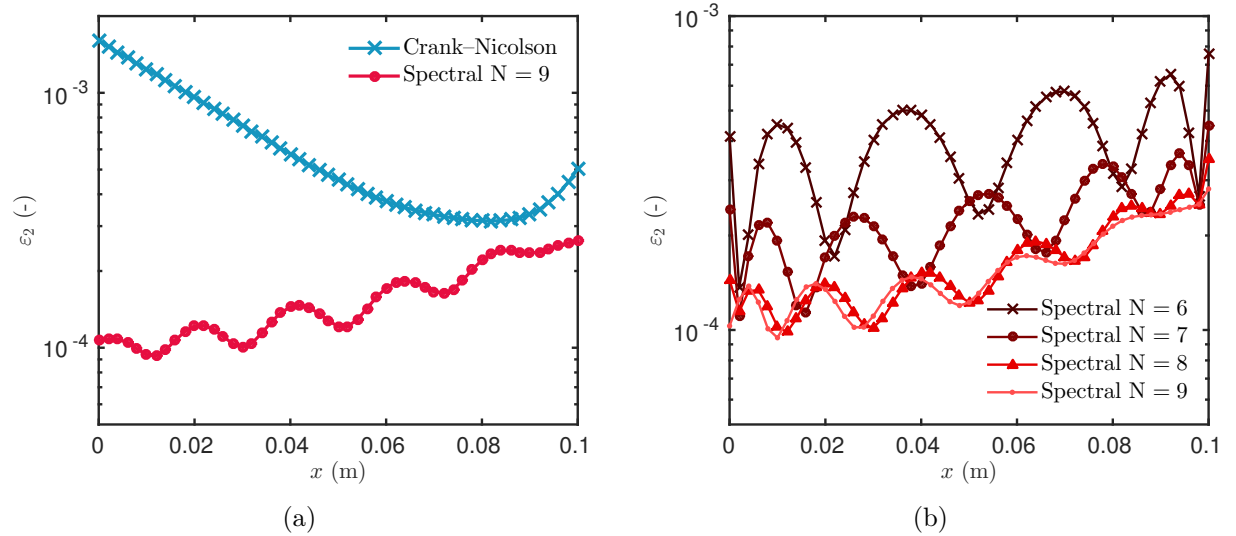 10^-3
10^-4
ε_2 (-)
Crank–Nicolson
Spectral N = 9
0
0.02
0.04
0.06
0.08
0.1
x (m)
(a)
10^-3
10^-4
ε_2 (-)
Spectral N = 6
Spectral N = 7
Spectral N = 8
Spectral N = 9
0
0.02
0.04
0.06
0.08
0.1
x (m)
(b)